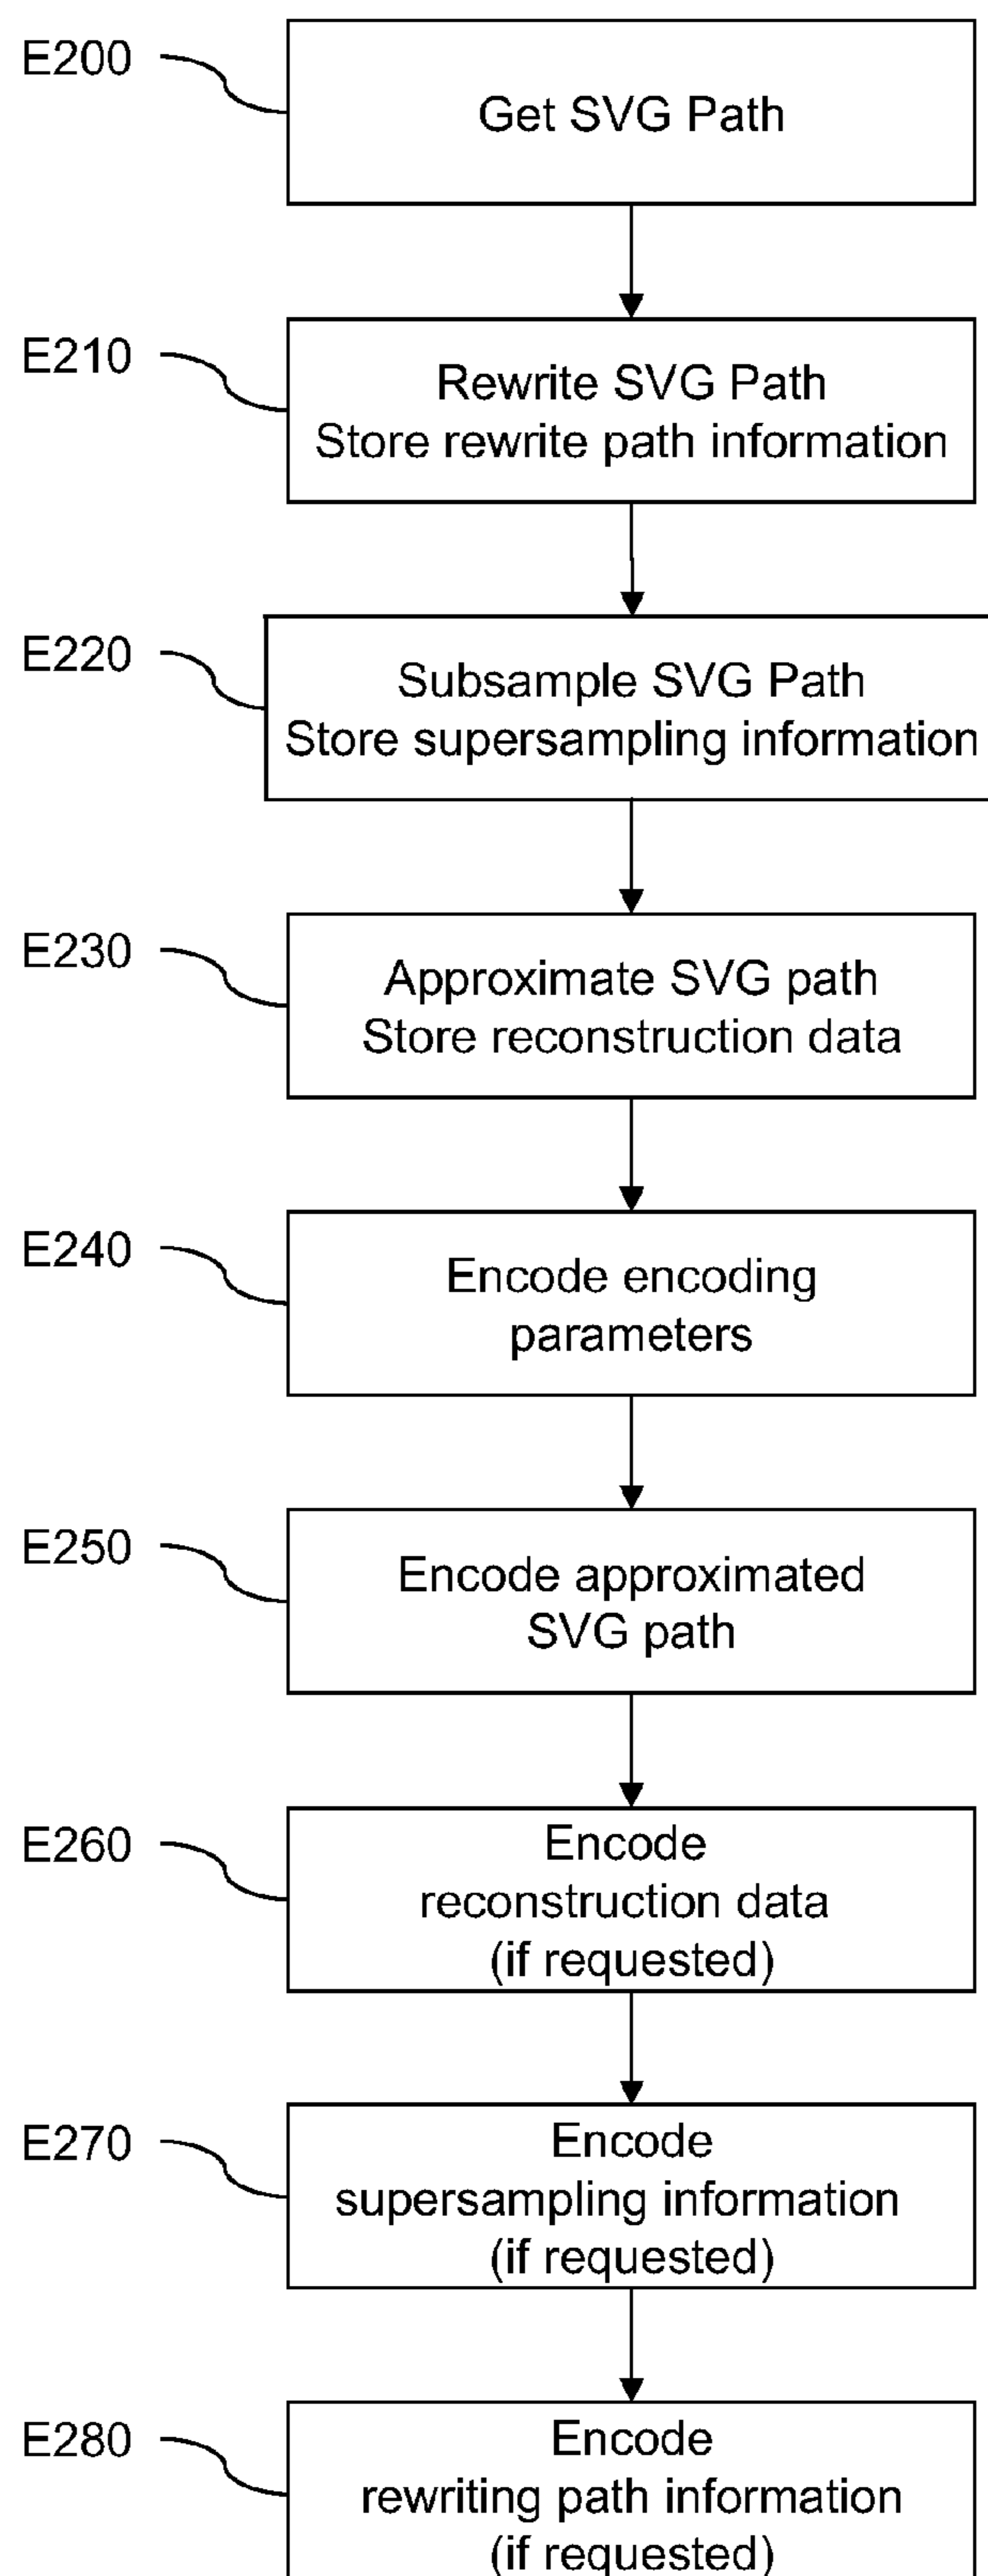 E200
Get SVG Path
E210
Rewrite SVG Path
Store rewrite path information
E220
Subsample SVG Path
Store supersampling information
E230
Approximate SVG path
Store reconstruction data
E240
Encode encoding
parameters
E250
Encode approximated
SVG path
E260
Encode
reconstruction data
(if requested)
E270
Encode
supersampling information
(if requested)
E280
Encode
rewriting path information
(if requested)